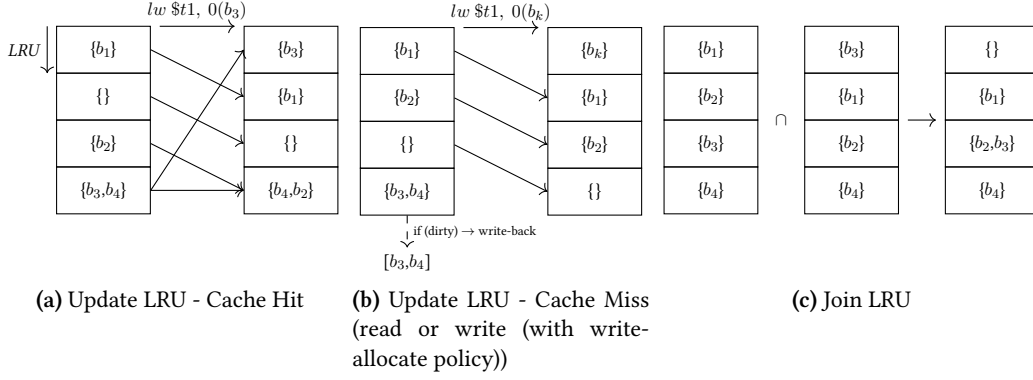 lw $t1, 0(b₃)
LRU
{b₁}
{}
{b₂}
{b₃,b₄}
{b₃}
{b₁}
{}
{b₄,b₂}
lw $t1, 0(bₖ)
{b₁}
{b₂}
{}
{b₃,b₄}
{bₖ}
{b₁}
{b₂}
{}
if (dirty) → write-back
[b₃,b₄]
{b₁}
{b₂}
{b₃}
{b₄}
∩
{b₃}
{b₁}
{b₂}
{b₄}
{}
{b₁}
{b₂,b₃}
{b₄}
(a) Update LRU - Cache Hit
(b) Update LRU - Cache Miss
(read or write (with write-
allocate policy))
(c) Join LRU